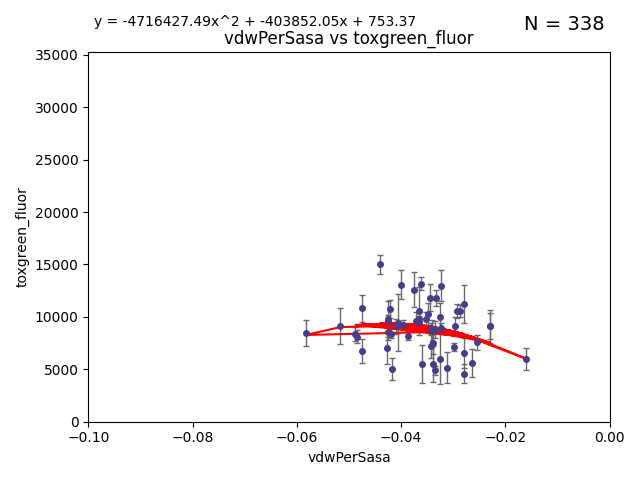 y = -4716427.49x^2 + -403852.05x + 753.37
N = 338
vdwPerSasa vs toxgreen_fluor
35000
30000
25000
20000
15000
10000
5000
0
toxgreen_fluor
−0.10
−0.08
−0.06
−0.04
−0.02
0.00
vdwPerSasa